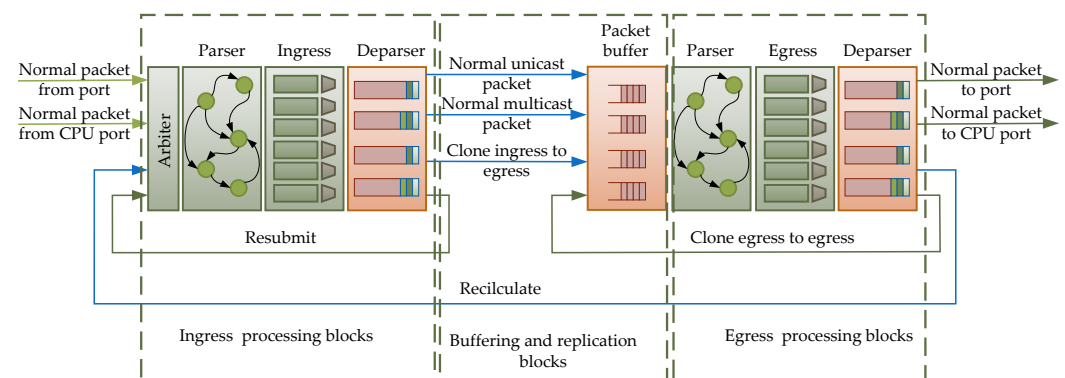 Packet
buffer
Parser
Ingress
Deparser
Parser
Egress
Deparser
Normal packet
from port
Normal packet
from CPU port
Arbiter
Normal unicast
packet
Normal multicast
packet
Clone ingress to
egress
Normal packet
to port
Normal packet
to CPU port
Resubmit
Clone egress to egress
Recilculate
Ingress processing blocks
Buffering and replication
blocks
Egress processing blocks